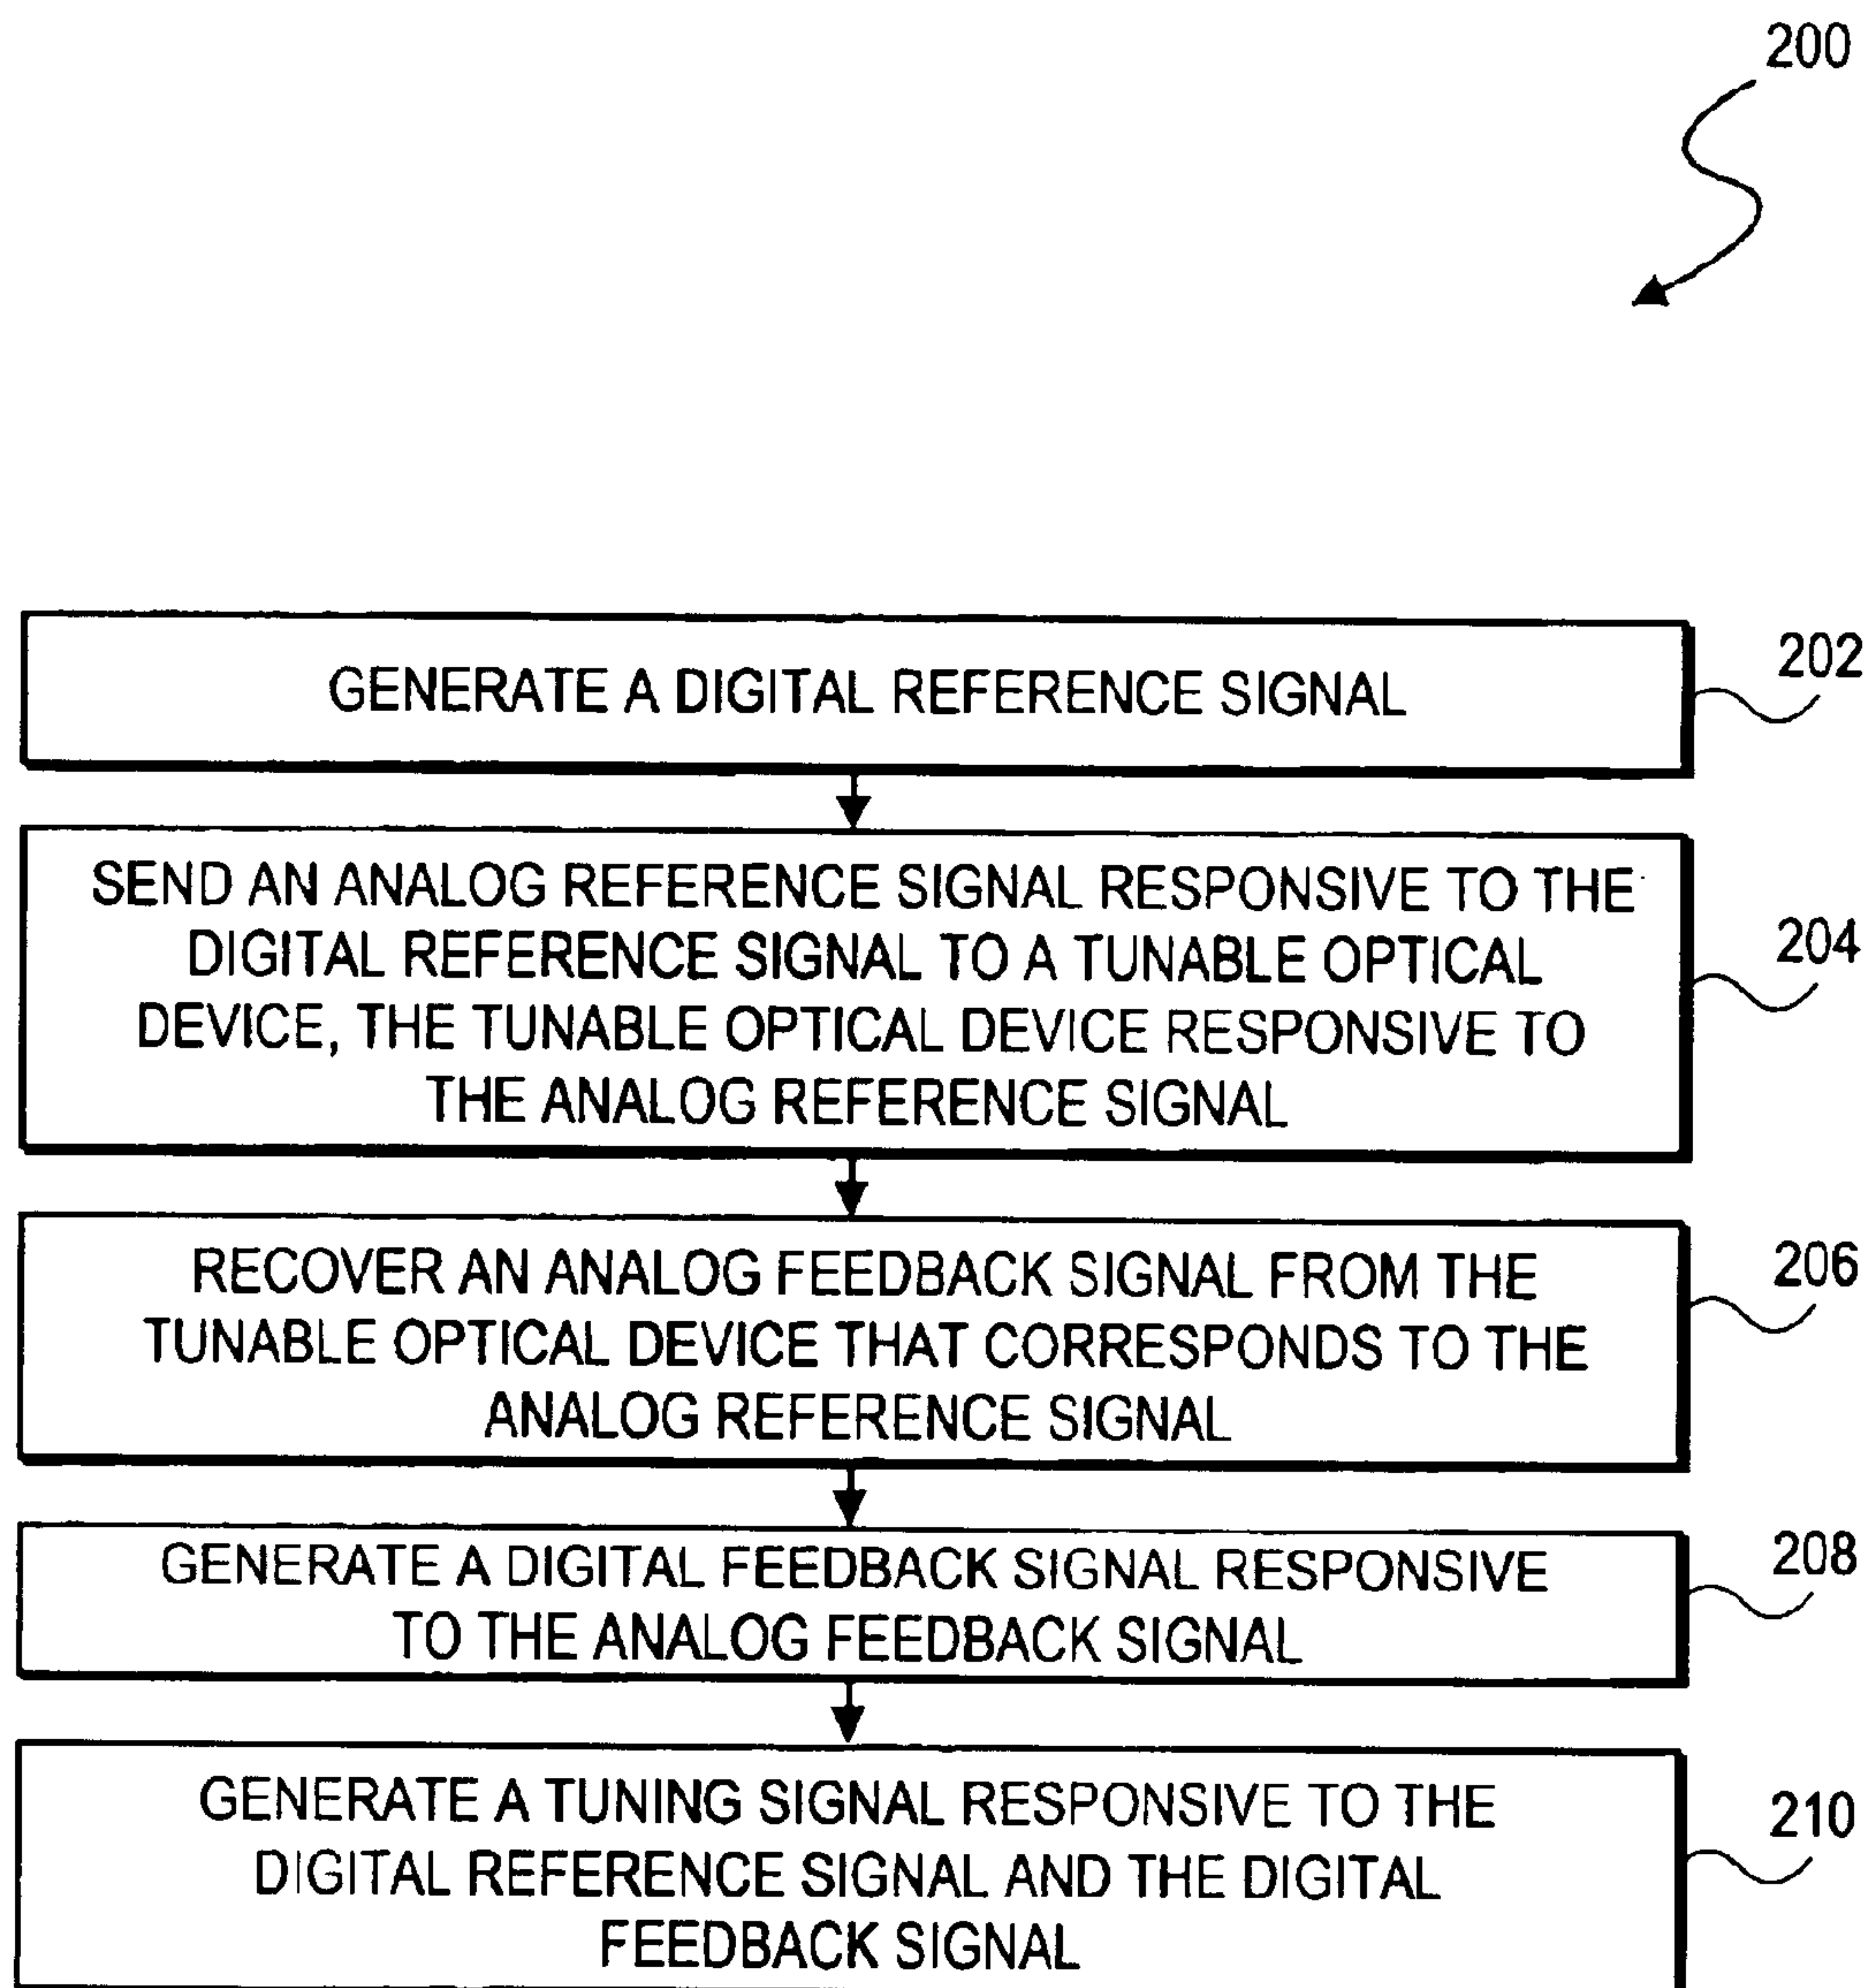 200
GENERATE A DIGITAL REFERENCE SIGNAL
202
SEND AN ANALOG REFERENCE SIGNAL RESPONSIVE TO THE
DIGITAL REFERENCE SIGNAL TO A TUNABLE OPTICAL
DEVICE, THE TUNABLE OPTICAL DEVICE RESPONSIVE TO
THE ANALOG REFERENCE SIGNAL
204
RECOVER AN ANALOG FEEDBACK SIGNAL FROM THE
TUNABLE OPTICAL DEVICE THAT CORRESPONDS TO THE
ANALOG REFERENCE SIGNAL
206
GENERATE A DIGITAL FEEDBACK SIGNAL RESPONSIVE
TO THE ANALOG FEEDBACK SIGNAL
208
GENERATE A TUNING SIGNAL RESPONSIVE TO THE
DIGITAL REFERENCE SIGNAL AND THE DIGITAL
FEEDBACK SIGNAL
210